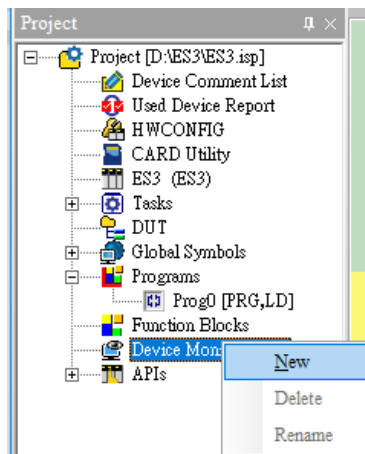 Project
Project [D:\ES3\ES3.isp]
Device Comment List
Used Device Report
HWCONFIG
CARD Utility
ES3 (ES3)
Tasks
DUT
Global Symbols
Programs
Prog0 [PRG,LD]
Function Blocks
Device Mon
New
APIs
Delete
Rename